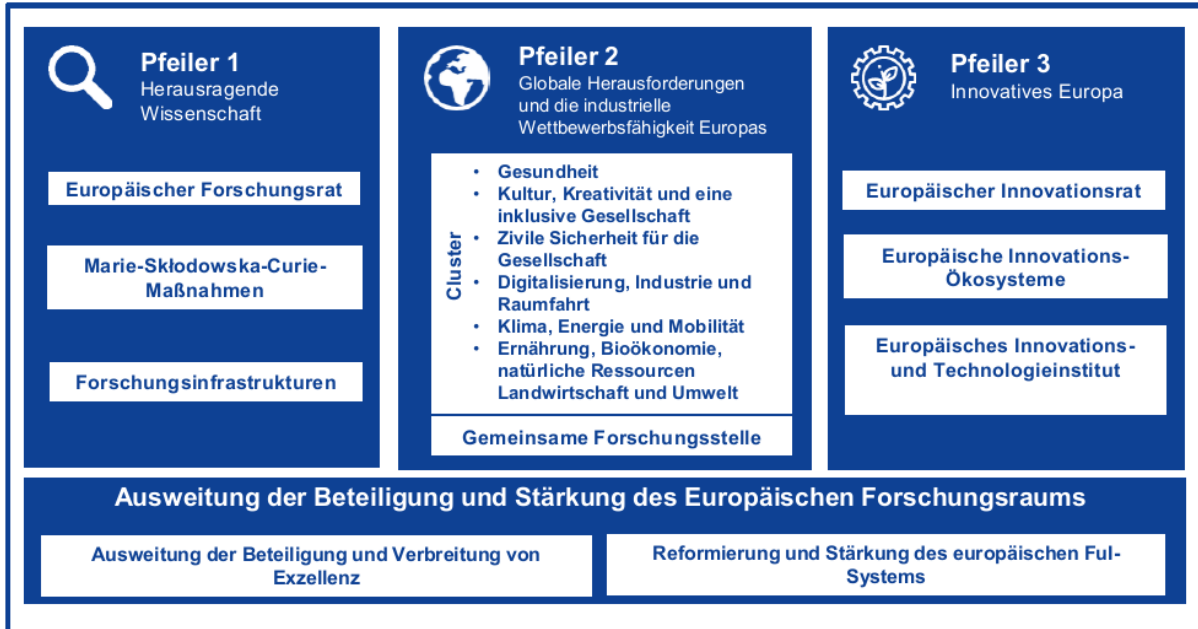 Pfeiler 1
Herausragende
Wissenschaft
Europäischer Forschungsrat
Marie-Skłodowska-Curie-
Maßnahmen
Forschungsinfrastrukturen
Pfeiler 2
Globale Herausforderungen
und die industrielle
Wettbewerbsfähigkeit Europas
Cluster
• Gesundheit
• Kultur, Kreativität und eine
inklusive Gesellschaft
• Zivile Sicherheit für die
Gesellschaft
• Digitalisierung, Industrie und
Raumfahrt
• Klima, Energie und Mobilität
• Ernährung, Bioökonomie,
natürliche Ressourcen
Landwirtschaft und Umwelt
Gemeinsame Forschungsstelle
Pfeiler 3
Innovatives Europa
Europäischer Innovationsrat
Europäische Innovations-
Ökosysteme
Europäisches Innovations-
und Technologieinstitut
Ausweitung der Beteiligung und Stärkung des Europäischen Forschungsraums
Ausweitung der Beteiligung und Verbreitung von
Exzellenz
Reformierung und Stärkung des europäischen FuI-
Systems